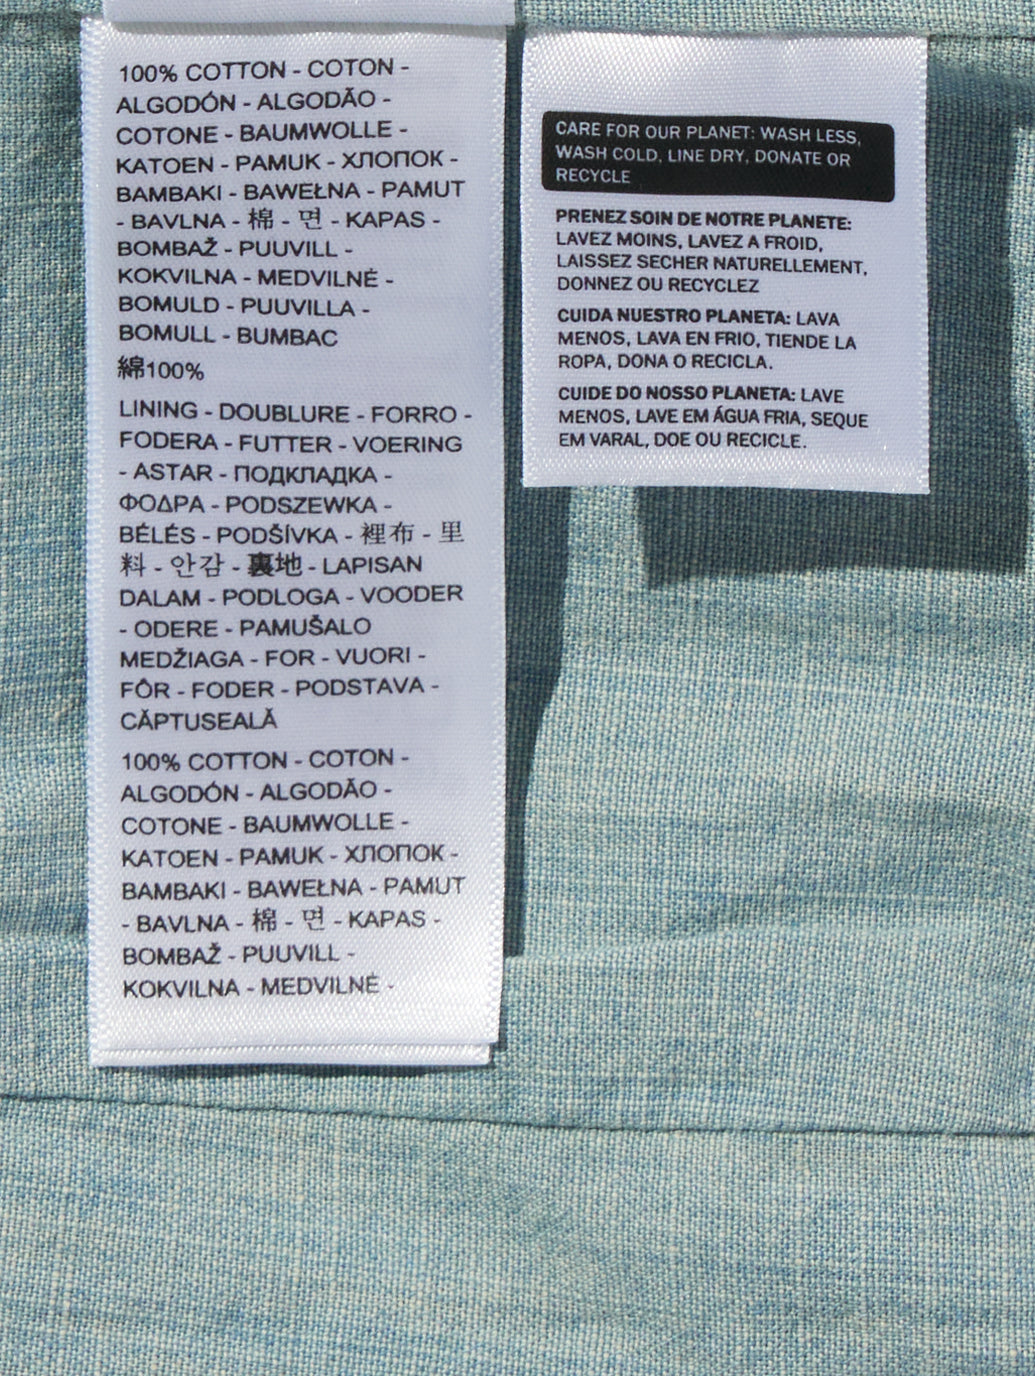 100% COTTON - COTON -
ALGODÓN - ALGODÃO -
COTONE - BAUMWOLLE -
KATOEN - PAMUK - ХЛОПОК -
BAMBAKI - BAWEŁNA - PAMUT
- BAVLNA - 棉 - 면 - KAPAS -
BOMBAŽ - PUUVILL -
KOKVILNA - MEDVILNĖ -
BOMULD - PUUVILLA -
BOMULL - BUMBAC
綿100%
LINING - DOUBLURE - FORRO -
FODERA - FUTTER - VOERING
- ASTAR - ПОДКЛАДКА -
ΦΟΔΡΑ - PODSZEWKA -
BÉLÉS - PODŠÍVKA - 裡布 - 里
料 - 안감 - 裏地 - LAPISAN
DALAM - PODLOGA - VOODER
- ODERE - PAMUŠALO
MEDŽIAGA - FOR - VUORI -
FÔR - FODER - PODSTAVA -
CĂPTUSEALĂ
100% COTTON - COTON -
ALGODÓN - ALGODÃO -
COTONE - BAUMWOLLE -
KATOEN - PAMUK - ХЛОПОК -
BAMBAKI - BAWEŁNA - PAMUT
- BAVLNA - 棉 - 면 - KAPAS -
BOMBAŽ - PUUVILL -
KOKVILNA - MEDVILNĖ -
CARE FOR OUR PLANET: WASH LESS,
WASH COLD, LINE DRY, DONATE OR
RECYCLE
PRENEZ SOIN DE NOTRE PLANETE:
LAVEZ MOINS, LAVEZ A FROID,
LAISSEZ SECHER NATURELLEMENT,
DONNEZ OU RECYCLEZ
CUIDA NUESTRO PLANETA: LAVA
MENOS, LAVA EN FRIO, TIENDE LA
ROPA, DONA O RECICLA.
CUIDE DO NOSSO PLANETA: LAVE
MENOS, LAVE EM ÁGUA FRIA, SEQUE
EM VARAL, DOE OU RECICLE.